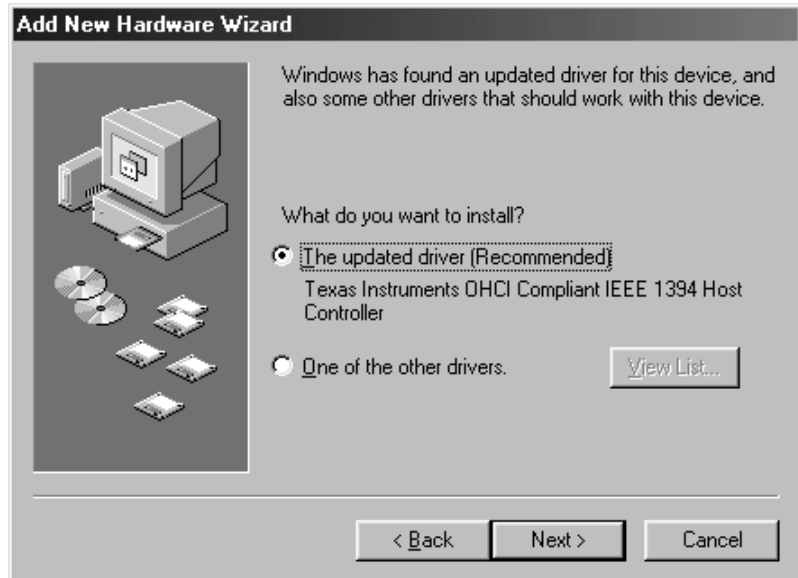 Add New Hardware Wizard
Windows has found an updated driver for this device, and
also some other drivers that should work with this device.
What do you want to install?
The updated driver (Recommended)
Texas Instruments OHCI Compliant IEEE 1394 Host
Controller
One of the other drivers.
View List...
< Back
Next >
Cancel